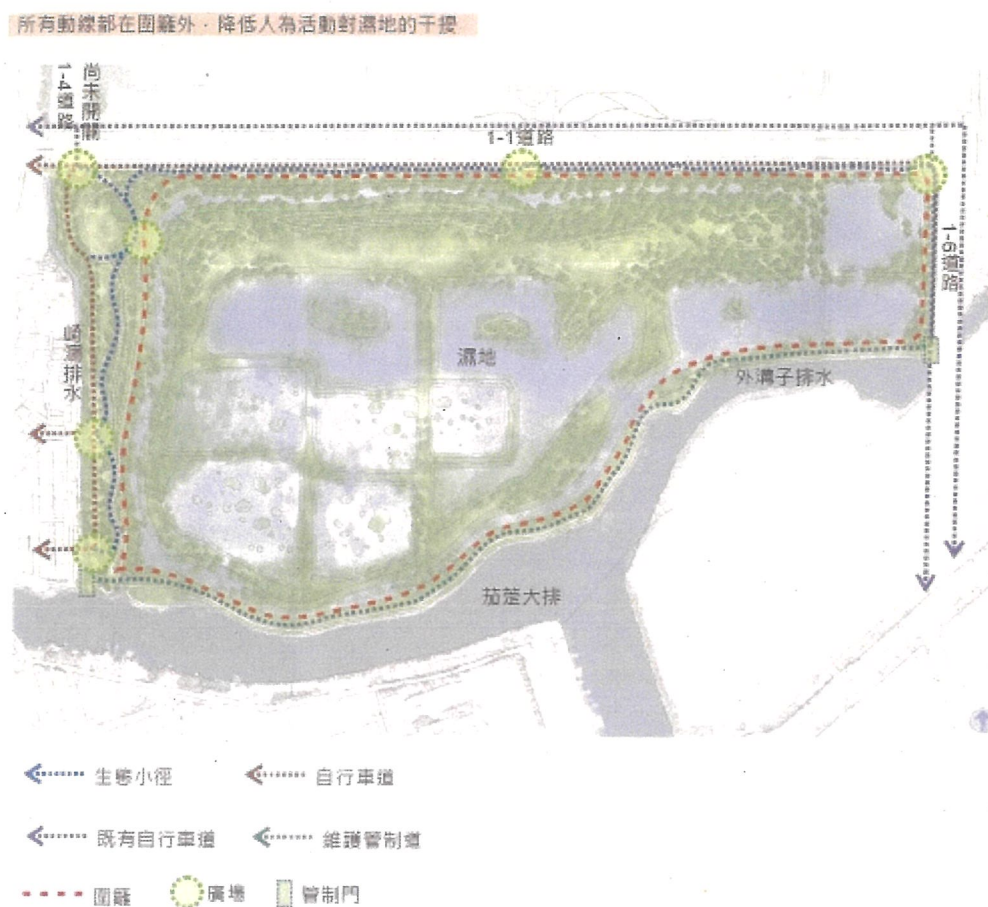 所有動線都在圍籬外，降低人為活動對濕地的干擾
尚未開闢
1-4道路
1-1道路
1-6道路
崎漏排水
濕地
外溝子排水
茄萣大排
生態小徑
自行車道
既有自行車道
維護管制道
圍籬
廣場
管制門